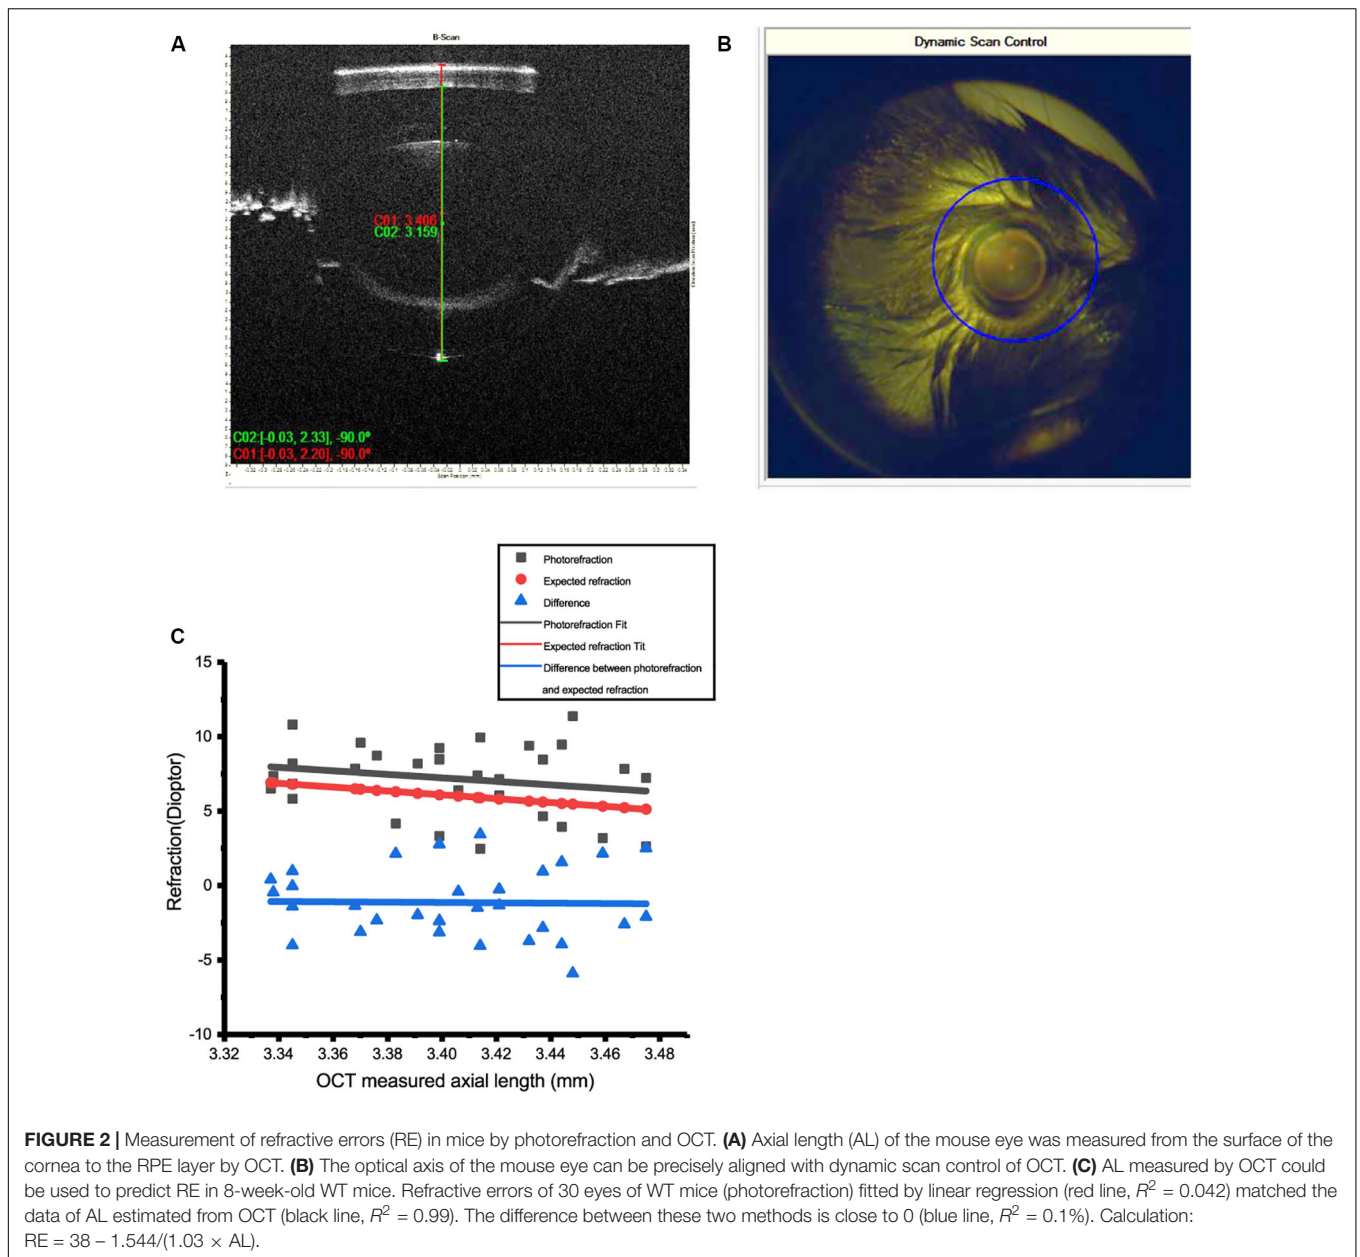 A
B-Scan
C01: 3.406
C02: 3.159
C02:[-0.03, 2.33], -90.0º
C01:[-0.03, 2.20], -90.0º
Scan Position (mm)
B
Dynamic Scan Control
C
Photorefraction
Expected refraction
Difference
Photorefraction Fit
Expected refraction Tit
Difference between photorefraction
and expected refraction
15
10
5
0
-5
-10
Refraction(Dioptor)
3.32 3.34 3.36 3.38 3.40 3.42 3.44 3.46 3.48
OCT measured axial length (mm)
FIGURE 2 | Measurement of refractive errors (RE) in mice by photorefraction and OCT. (A) Axial length (AL) of the mouse eye was measured from the surface of the
cornea to the RPE layer by OCT. (B) The optical axis of the mouse eye can be precisely aligned with dynamic scan control of OCT. (C) AL measured by OCT could
be used to predict RE in 8-week-old WT mice. Refractive errors of 30 eyes of WT mice (photorefraction) fitted by linear regression (red line, R² = 0.042) matched the
data of AL estimated from OCT (black line, R² = 0.99). The difference between these two methods is close to 0 (blue line, R² = 0.1%). Calculation:
RE = 38 – 1.544/(1.03 × AL).